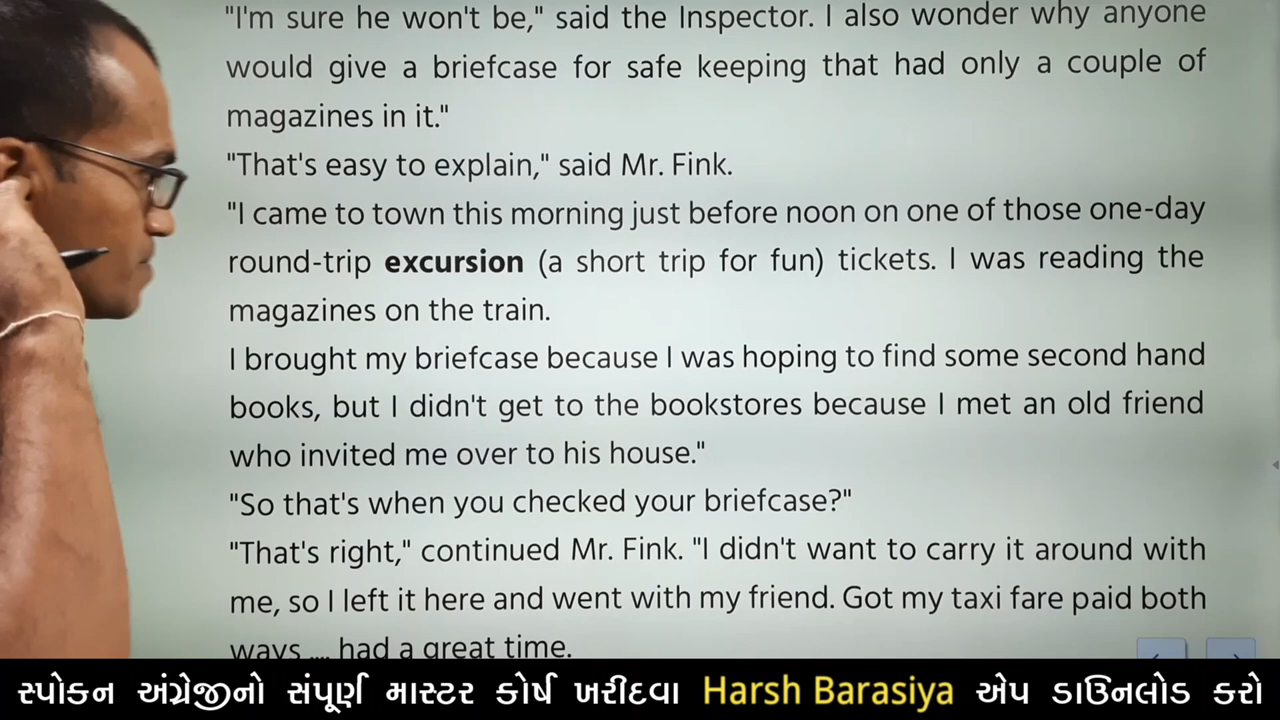 "I'm sure he won't be," said the Inspector. I also wonder why anyone
would give a briefcase for safe keeping that had only a couple of
magazines in it."
"That's easy to explain," said Mr. Fink.
"I came to town this morning just before noon on one of those one-day
round-trip excursion (a short trip for fun) tickets. I was reading the
magazines on the train.
I brought my briefcase because I was hoping to find some second hand
books, but I didn't get to the bookstores because I met an old friend
who invited me over to his house."
"So that's when you checked your briefcase?"
"That's right," continued Mr. Fink. "I didn't want to carry it around with
me, so I left it here and went with my friend. Got my taxi fare paid both
ways .... had a great time.
સ્પોકન અંગ્રેજીનો સંપૂર્ણ માસ્ટર કોર્ષ ખરીદવા Harsh Barasiya એપ ડાઉનલોડ કરો